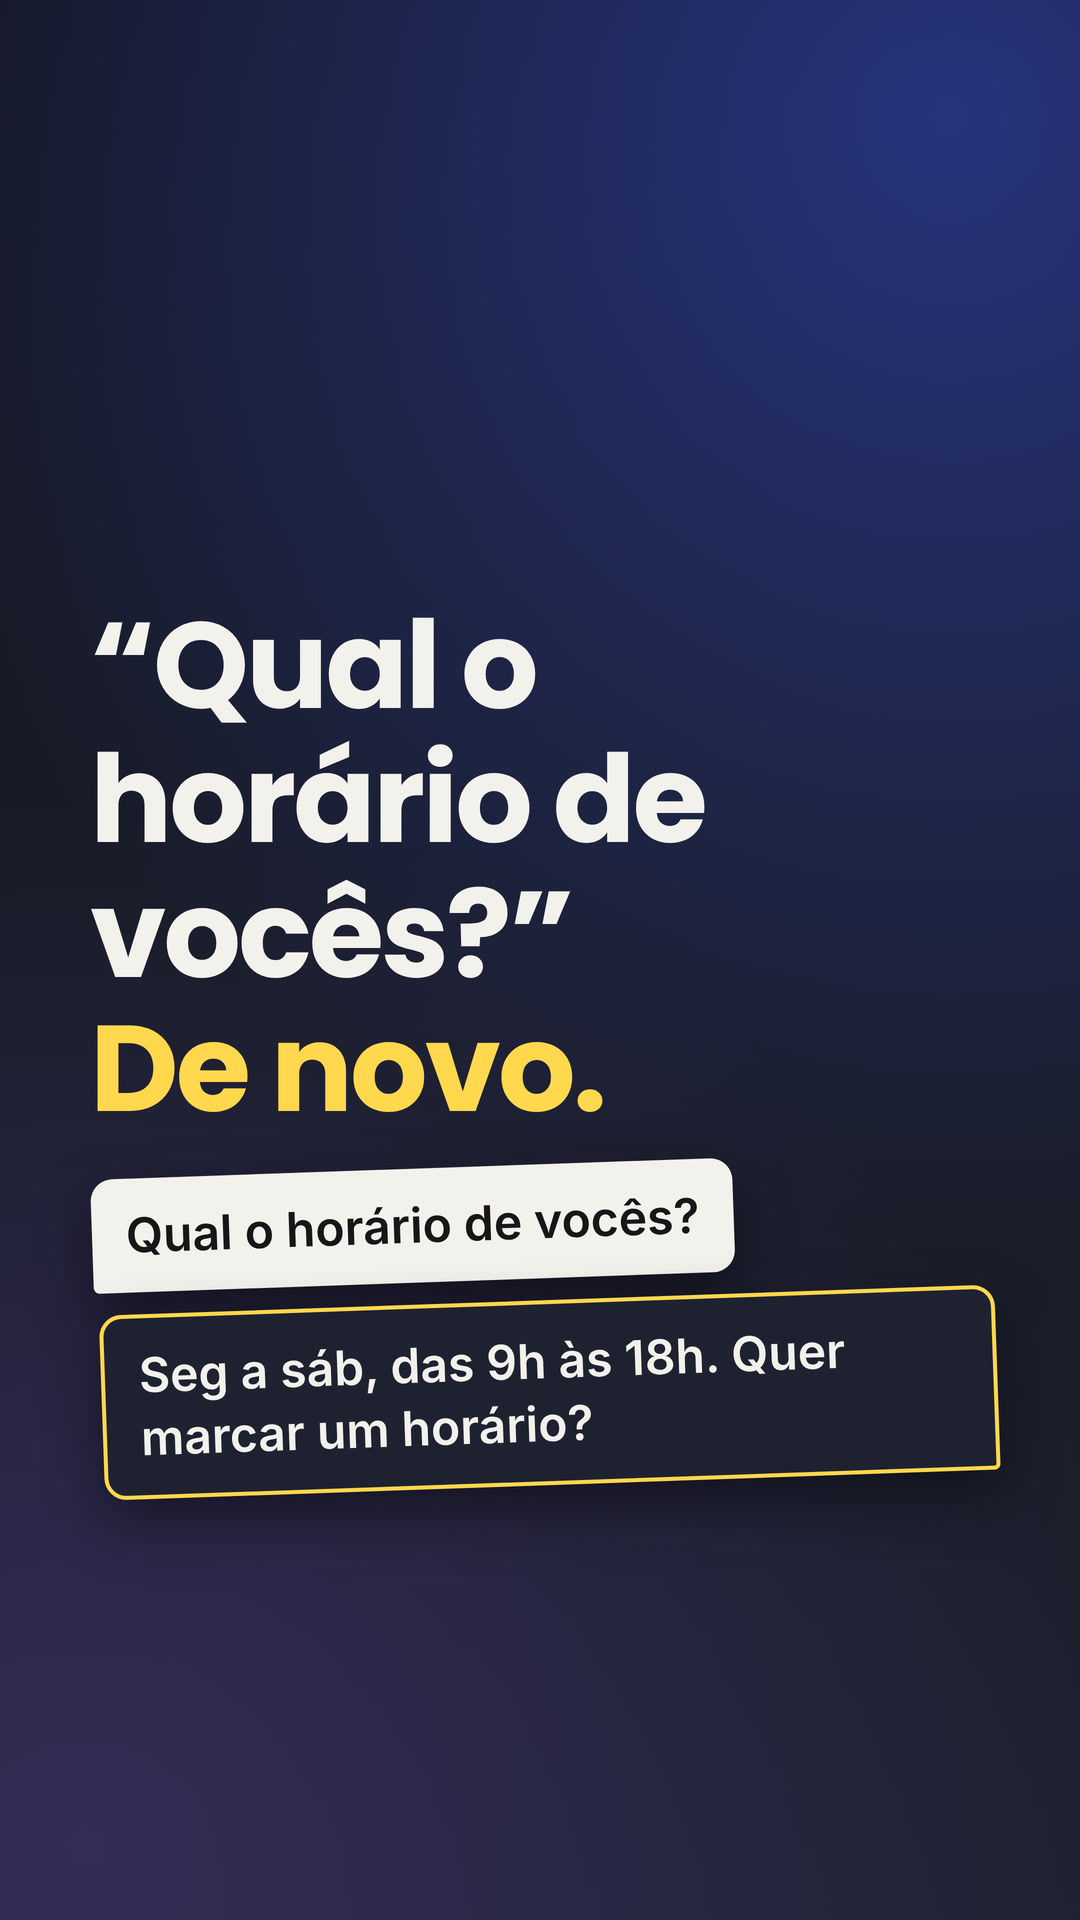 “Qual o
horário de
vocês?”
De novo.
Qual o horário de vocês?
Seg a sáb, das 9h às 18h. Quer
marcar um horário?